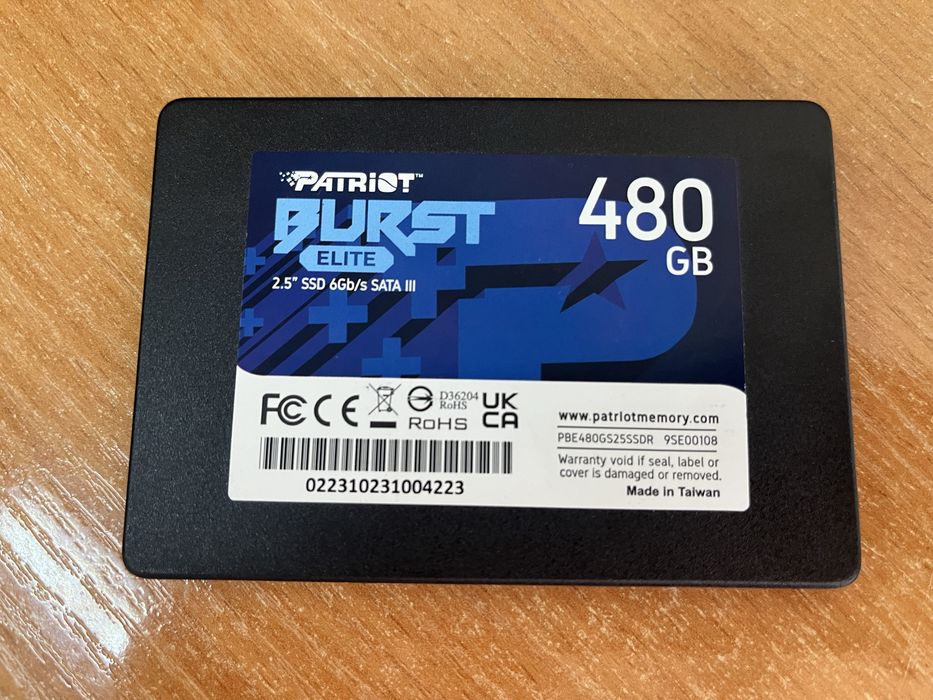 PATRIOT™
BURST
ELITE
2.5" SSD 6Gb/s SATA III
480
GB
FC CE D36204
RoHS
RoHS
UK
CA
022310231004223
www.patriotmemory.com
PBE480GS25SSDR 9SE00108
Warranty void if seal, label or
cover is damaged or removed.
Made in Taiwan